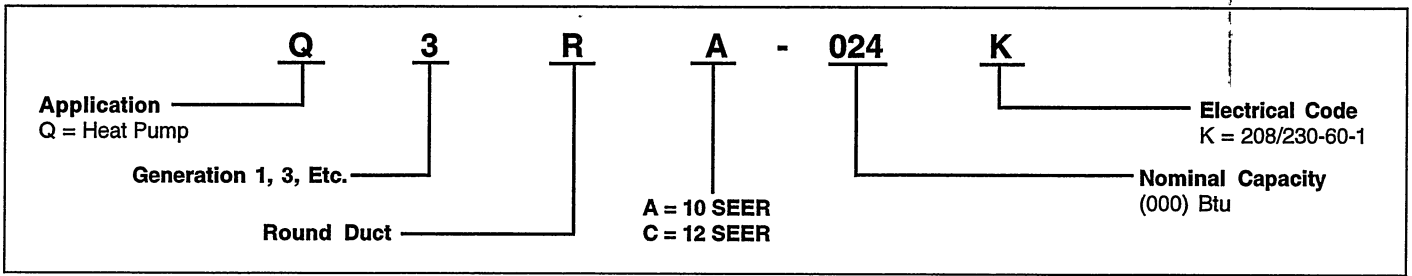 Q 3 R A - 024 K
Application
Q = Heat Pump
Electrical Code
K = 208/230-60-1
Generation 1, 3, Etc.
Nominal Capacity
(000) Btu
A = 10 SEER
C = 12 SEER
Round Duct